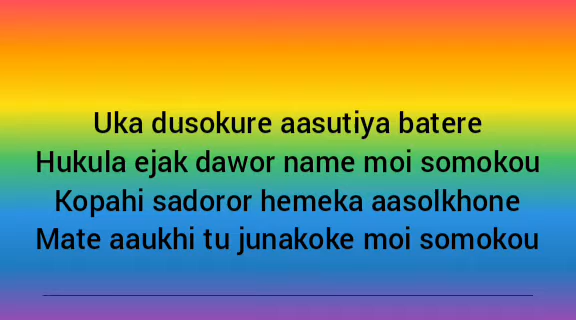 Uka dusokure aasutiya batere
Hukula ejak dawor name moi somokou
Kopahi sadoror hemeka aasolkhone
Mate aaukhi tu junakoke moi somokou